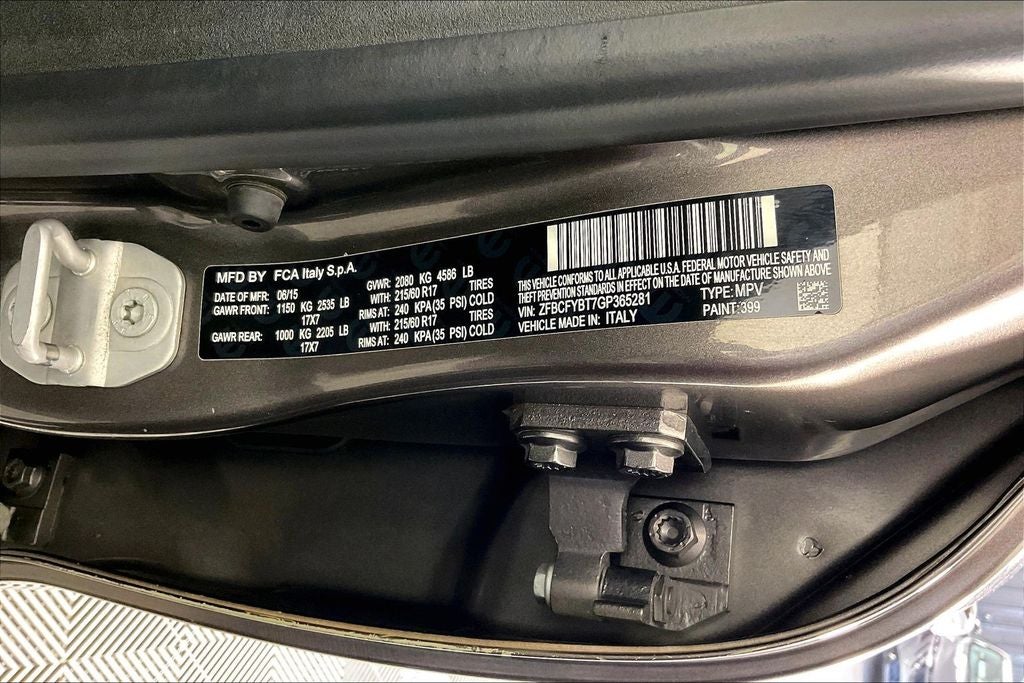 MFD BY FCA Italy S.p.A.
DATE OF MFR: 06/15 GVWR: 2080 KG 4586 LB
GAWR FRONT: 1150 KG 2535 LB WITH: 215/60 R17 TIRES
17X7 RIMS AT: 240 KPA(35 PSI) COLD
GAWR REAR: 1000 KG 2205 LB WITH: 215/60 R17 TIRES
17X7 RIMS AT: 240 KPA(35 PSI) COLD
THIS VEHICLE CONFORMS TO ALL APPLICABLE U.S.A. FEDERAL MOTOR VEHICLE SAFETY AND
THEFT PREVENTION STANDARDS IN EFFECT ON THE DATE OF MANUFACTURE SHOWN ABOVE
VIN: ZFBCFYBT7GP365281 TYPE: MPV
VEHICLE MADE BY: ITALY PAINT: 399